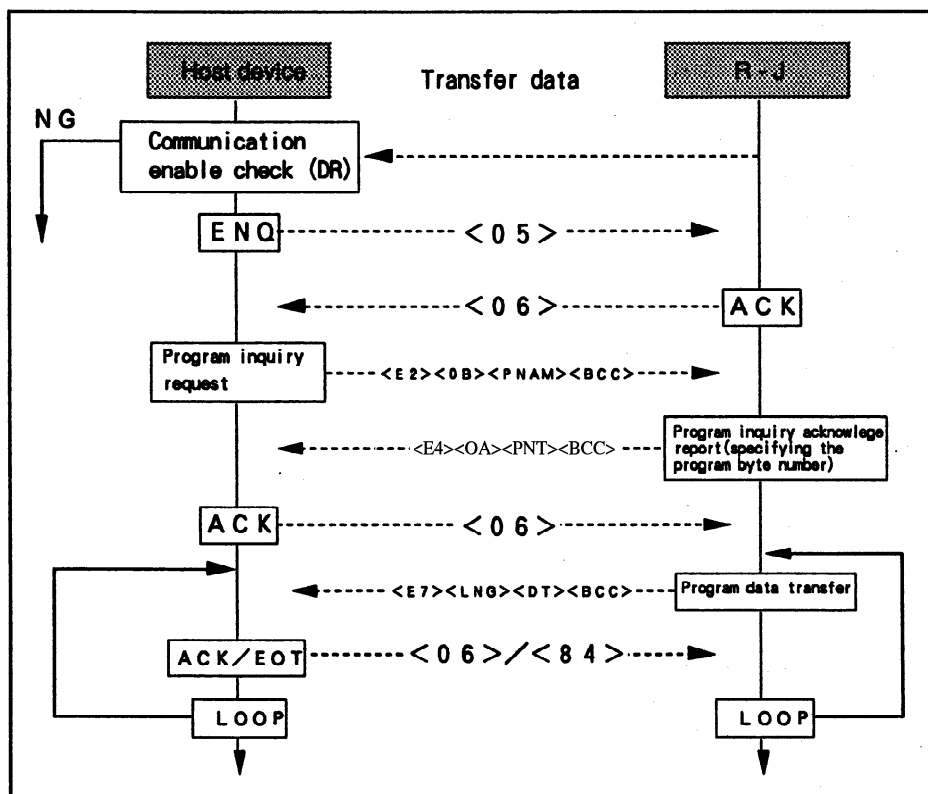 Host device
Transfer data
R-J
NG
Communication
enable check (DR)
ENQ
<05>
<06>
ACK
Program inquiry
request
<E2><0B><PNAM><BCC>
<E4><OA><PNT><BCC>
Program inquiry acknowlege
report(specifying the
program byte number)
ACK
<06>
<E7><LNG><DT><BCC>
Program data transfer
ACK/EOT
<06>/<84>
LOOP
LOOP